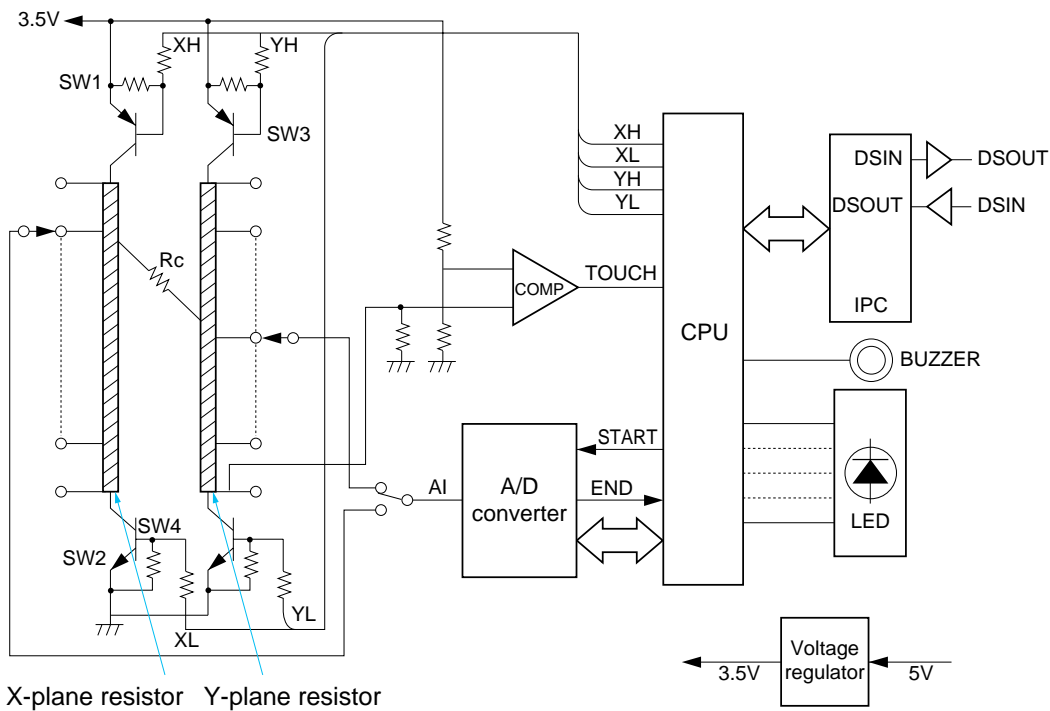 3.5V
XH
YH
SW1
SW3
XH
XL
YH
YL
DSIN
DSOUT
DSOUT
DSIN
Rc
TOUCH
COMP
IPC
CPU
BUZZER
START
AI
A/D
converter
END
LED
SW4
SW2
YL
XL
Voltage
regulator
3.5V
5V
X-plane resistor
Y-plane resistor